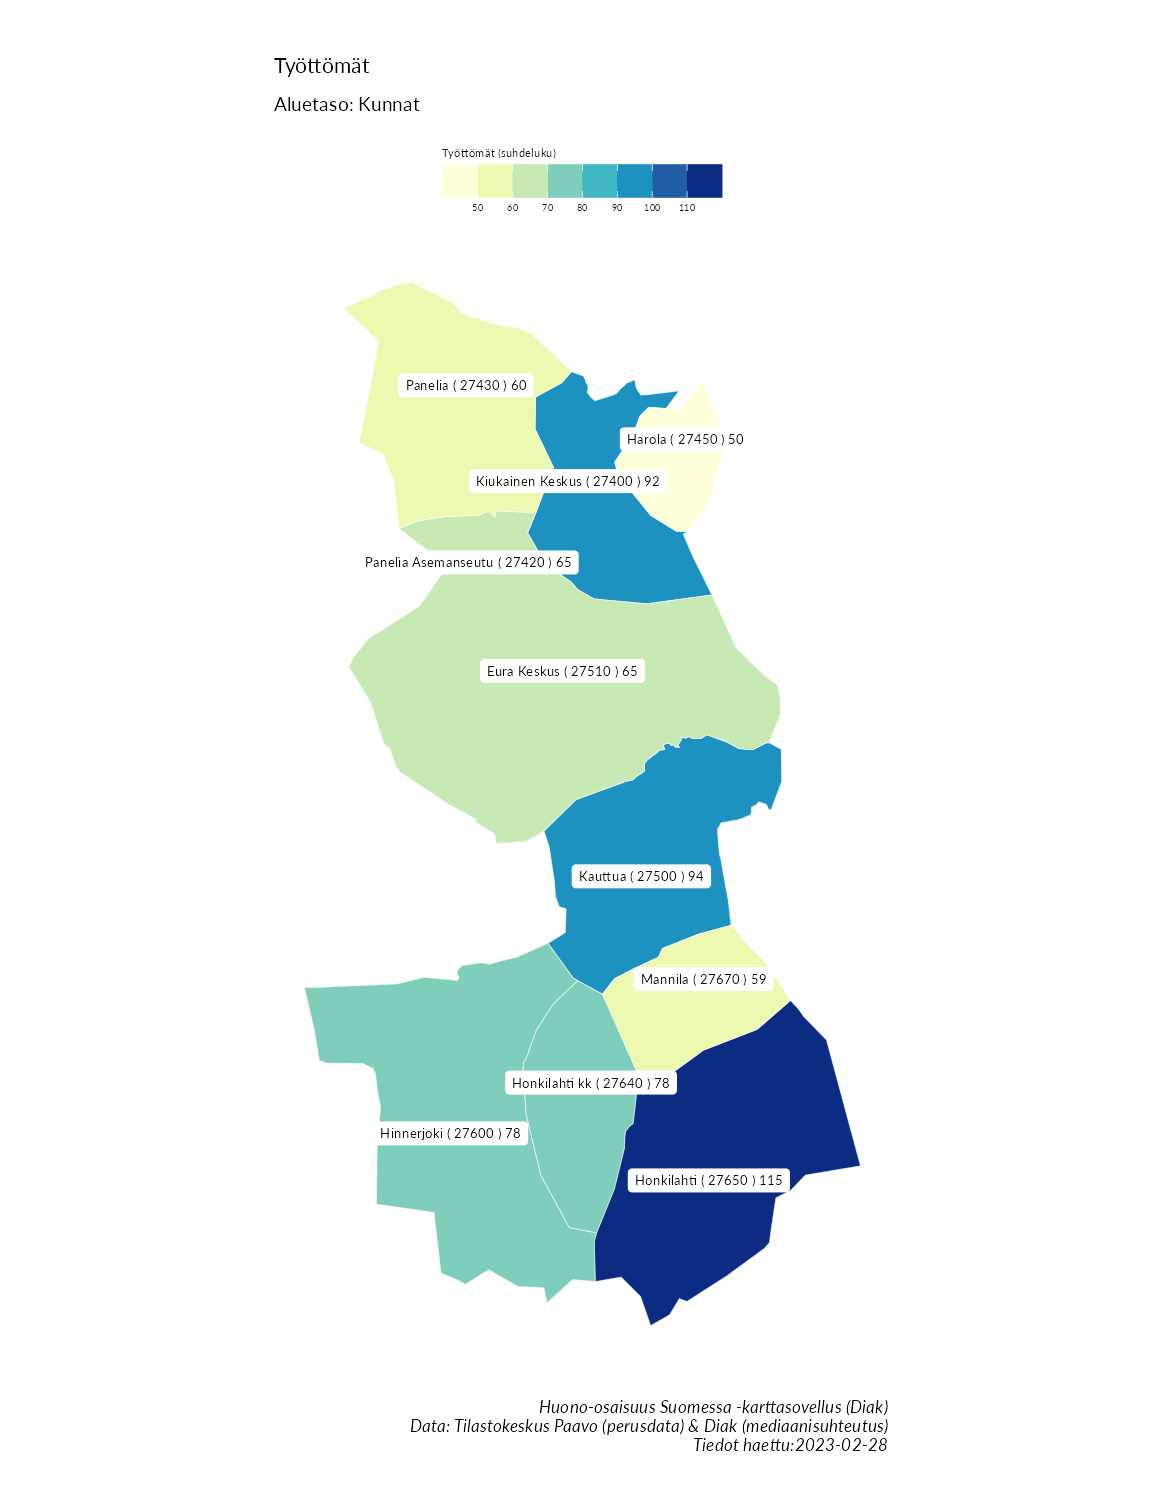 Työttömät
Aluetaso: Kunnat
Työttömät (suhdeluku)
50 60 70 80 90 100 110
Panelia ( 27430 ) 60
Harola ( 27450 ) 50
Kiukainen Keskus ( 27400 ) 92
Panelia Asemanseutu ( 27420 ) 65
Eura Keskus ( 27510 ) 65
Kauttua ( 27500 ) 94
Mannila ( 27670 ) 59
Honkilahti kk ( 27640 ) 78
Hinnerjoki ( 27600 ) 78
Honkilahti ( 27650 ) 115
Huono-osaisuus Suomessa -karttasovellus (Diak)
Data: Tilastokeskus Paavo (perusdata) & Diak (mediaanisuhteutus)
Tiedot haettu:2023-02-28